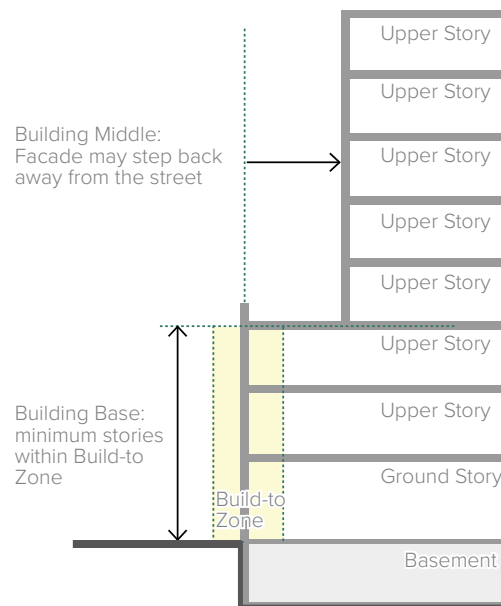 Upper Story
Upper Story
Building Middle:
Facade may step back
away from the street
Upper Story
Upper Story
Upper Story
Upper Story
Building Base:
minimum stories
within Build-to
Zone
Upper Story
Ground Story
Build-to
Zone
Basement